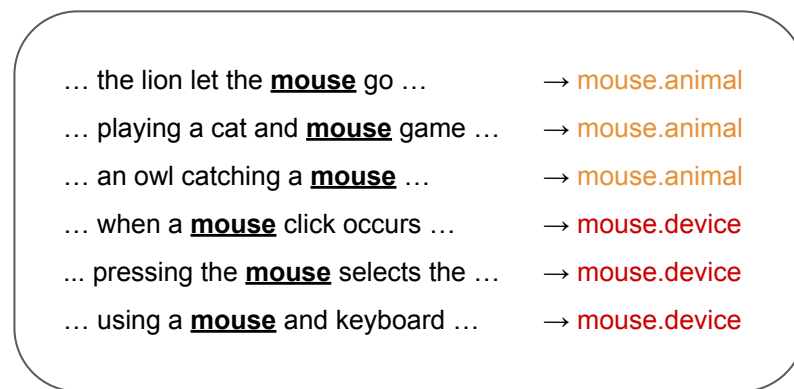 … the lion let the mouse go … → mouse.animal
… playing a cat and mouse game … → mouse.animal
… an owl catching a mouse … → mouse.animal
… when a mouse click occurs … → mouse.device
... pressing the mouse selects the … → mouse.device
… using a mouse and keyboard … → mouse.device